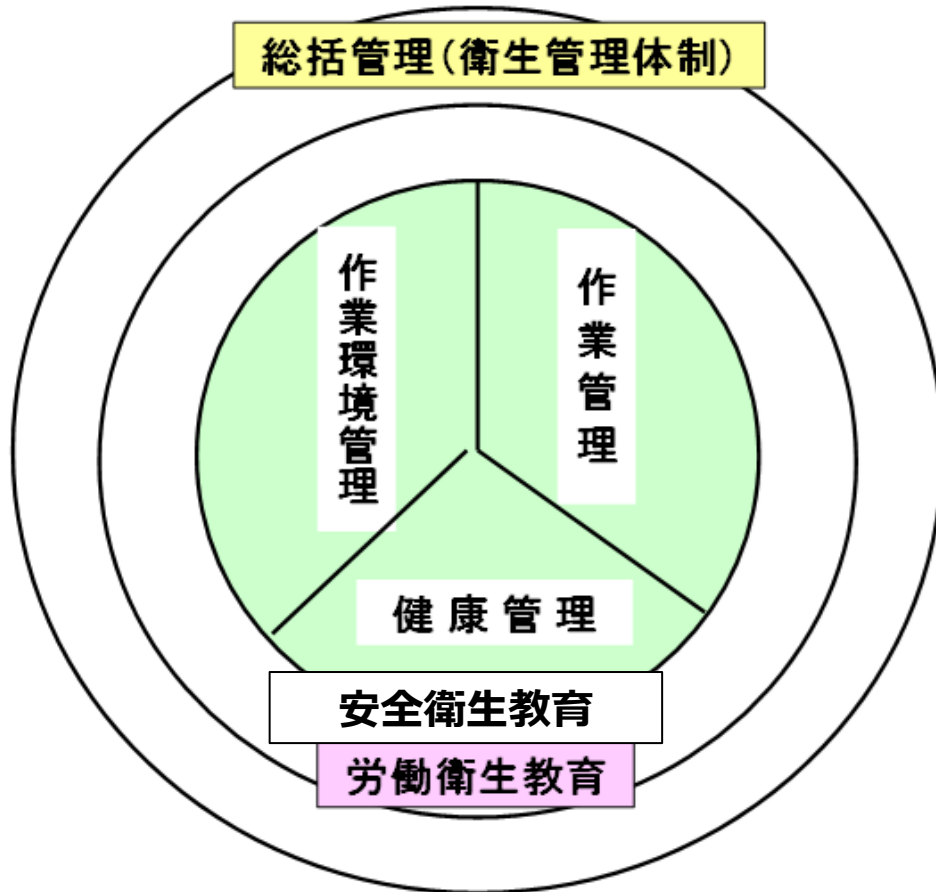 総括管理(衛生管理体制)
作業環境管理
作業管理
健康管理
安全衛生教育
労働衛生教育